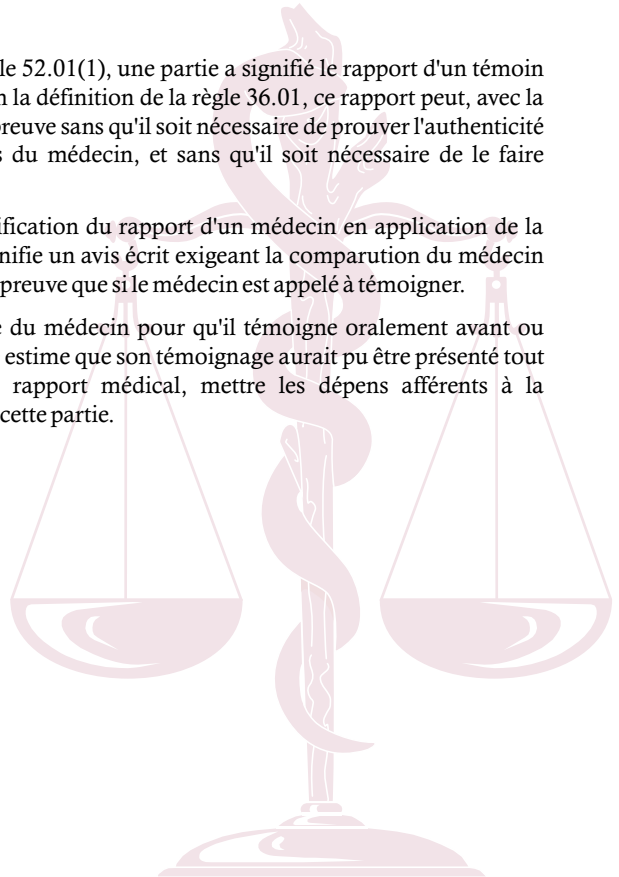 le 52.01(1), une partie a signifié le rapport d'un témoin
la définition de la règle 36.01, ce rapport peut, avec la
preuve sans qu'il soit nécessaire de prouver l'authenticité
du médecin, et sans qu'il soit nécessaire de le faire
ification du rapport d'un médecin en application de la
nifie un avis écrit exigeant la comparution du médecin
preuve que si le médecin est appelé à témoigner.
du médecin pour qu'il témoigne oralement avant ou
estime que son témoignage aurait pu être présenté tout
rapport médical, mettre les dépens afférents à la
cette partie.